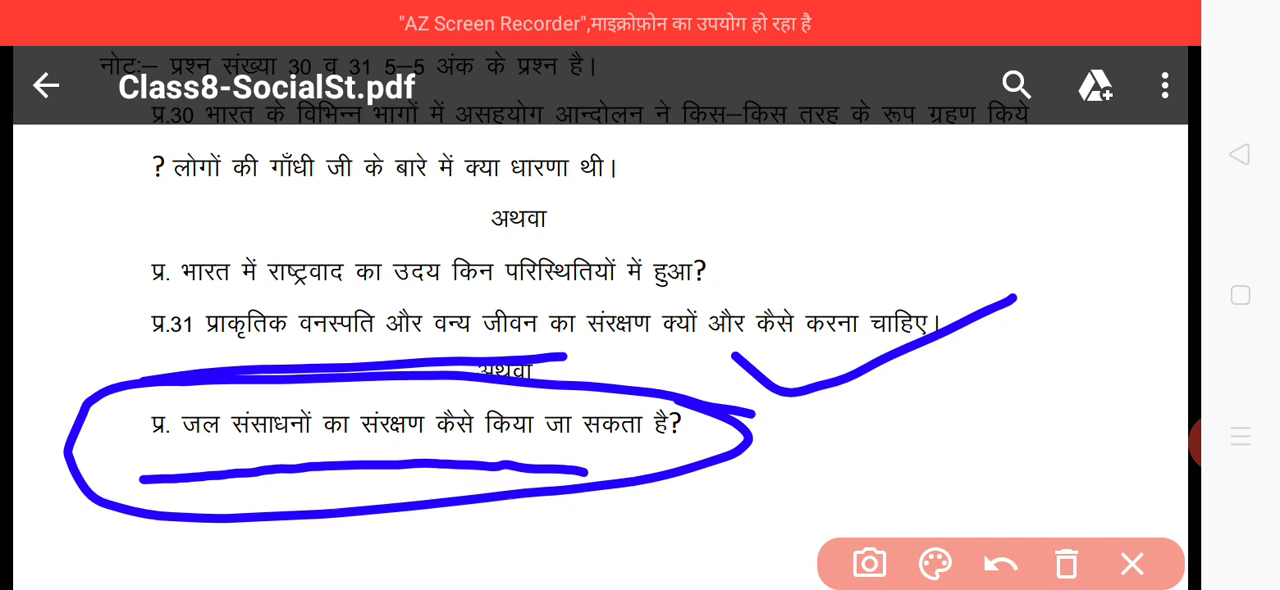 "AZ Screen Recorder",माइक्रोफ़ोन का उपयोग हो रहा है
नोटः– प्रश्न संख्या 30 व 31 5–5 अंक के प्रश्न है।
Class8-SocialSt.pdf
प्र.30 भारत के विभिन्न भागों में असहयोग आन्दोलन ने किस–किस तरह के रूप ग्रहण किये
? लोगों की गाँधी जी के बारे में क्या धारणा थी।
अथवा
प्र. भारत में राष्ट्रवाद का उदय किन परिस्थितियों में हुआ?
प्र.31 प्राकृतिक वनस्पति और वन्य जीवन का संरक्षण क्यों और कैसे करना चाहिए।
अथवा
प्र. जल संसाधनों का संरक्षण कैसे किया जा सकता है?